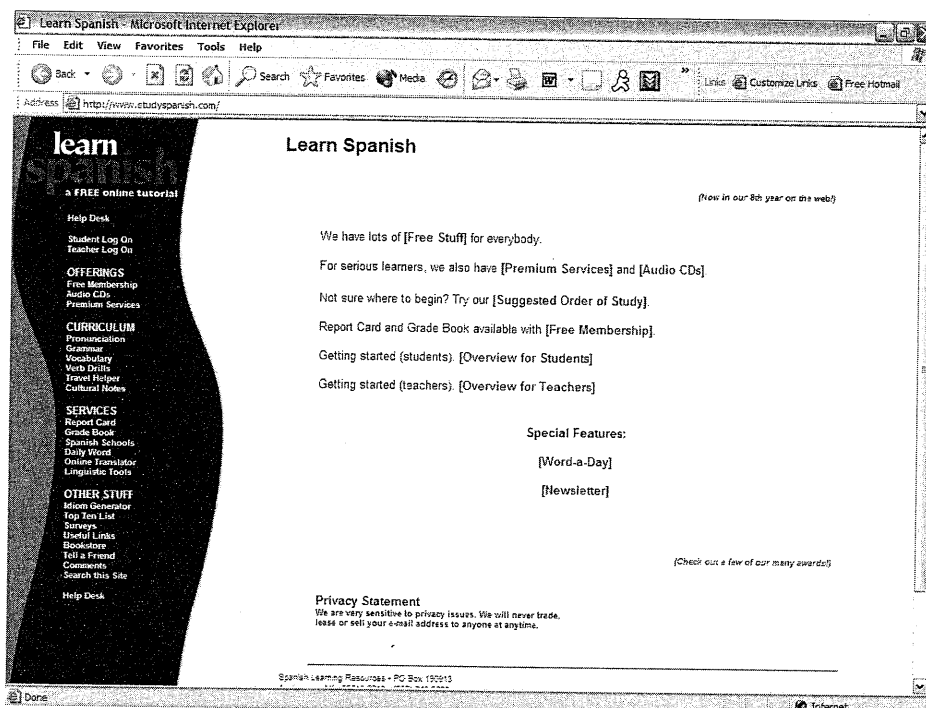 Learn Spanish - Microsoft Internet Explorer
File Edit View Favorites Tools Help
Back Search Favorites Media Links Customize Links Free Hotmail
Address http://www.studyspanish.com/
learn
spanish
a FREE online tutorial
Help Desk
Student Log On
Teacher Log On
OFFERINGS
Free Membership
Audio CDs
Premium Services
CURRICULUM
Pronunciation
Grammar
Vocabulary
Verb Drills
Travel Helper
Cultural Notes
SERVICES
Report Card
Grade Book
Spanish Schools
Daily Word
Online Translator
Linguistic Tools
OTHER STUFF
Idiom Generator
Top Ten List
Surveys
Useful Links
Bookstore
Tell a Friend
Comments
Search this Site
Help Desk
Learn Spanish
(Now in our 8th year on the web!)
We have lots of [Free Stuff] for everybody.
For serious learners, we also have [Premium Services] and [Audio CDs].
Not sure where to begin? Try our [Suggested Order of Study].
Report Card and Grade Book available with [Free Membership].
Getting started (students). [Overview for Students]
Getting started (teachers). [Overview for Teachers]
Special Features:
[Word-a-Day]
[Newsletter]
(Check out a few of our many awards!)
Privacy Statement
We are very sensitive to privacy issues. We will never trade,
lease or sell your e-mail address to anyone at anytime.
Spanish Learning Resources • PO Box 190913
Done Internet